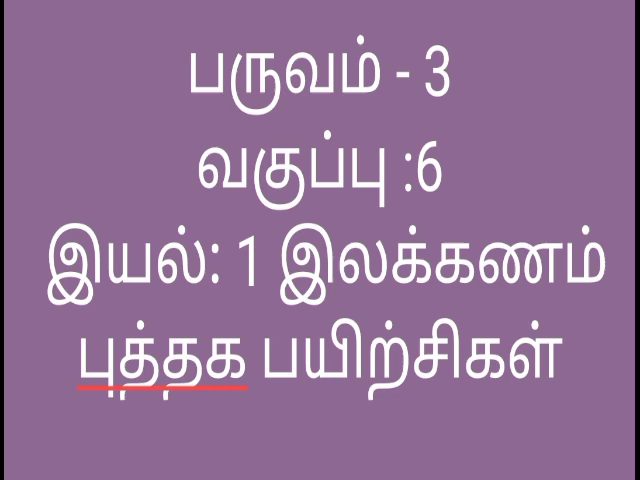 பருவம் - 3
வகுப்பு :6
இயல்: 1 இலக்கணம்
புத்தக பயிற்சிகள்